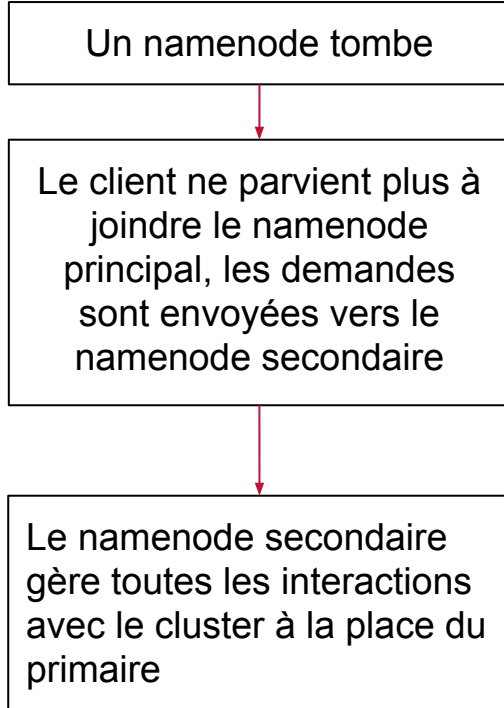 Un namenode tombe
Le client ne parvient plus à
joindre le namenode
principal, les demandes
sont envoyées vers le
namenode secondaire
Le namenode secondaire
gère toutes les interactions
avec le cluster à la place du
primaire